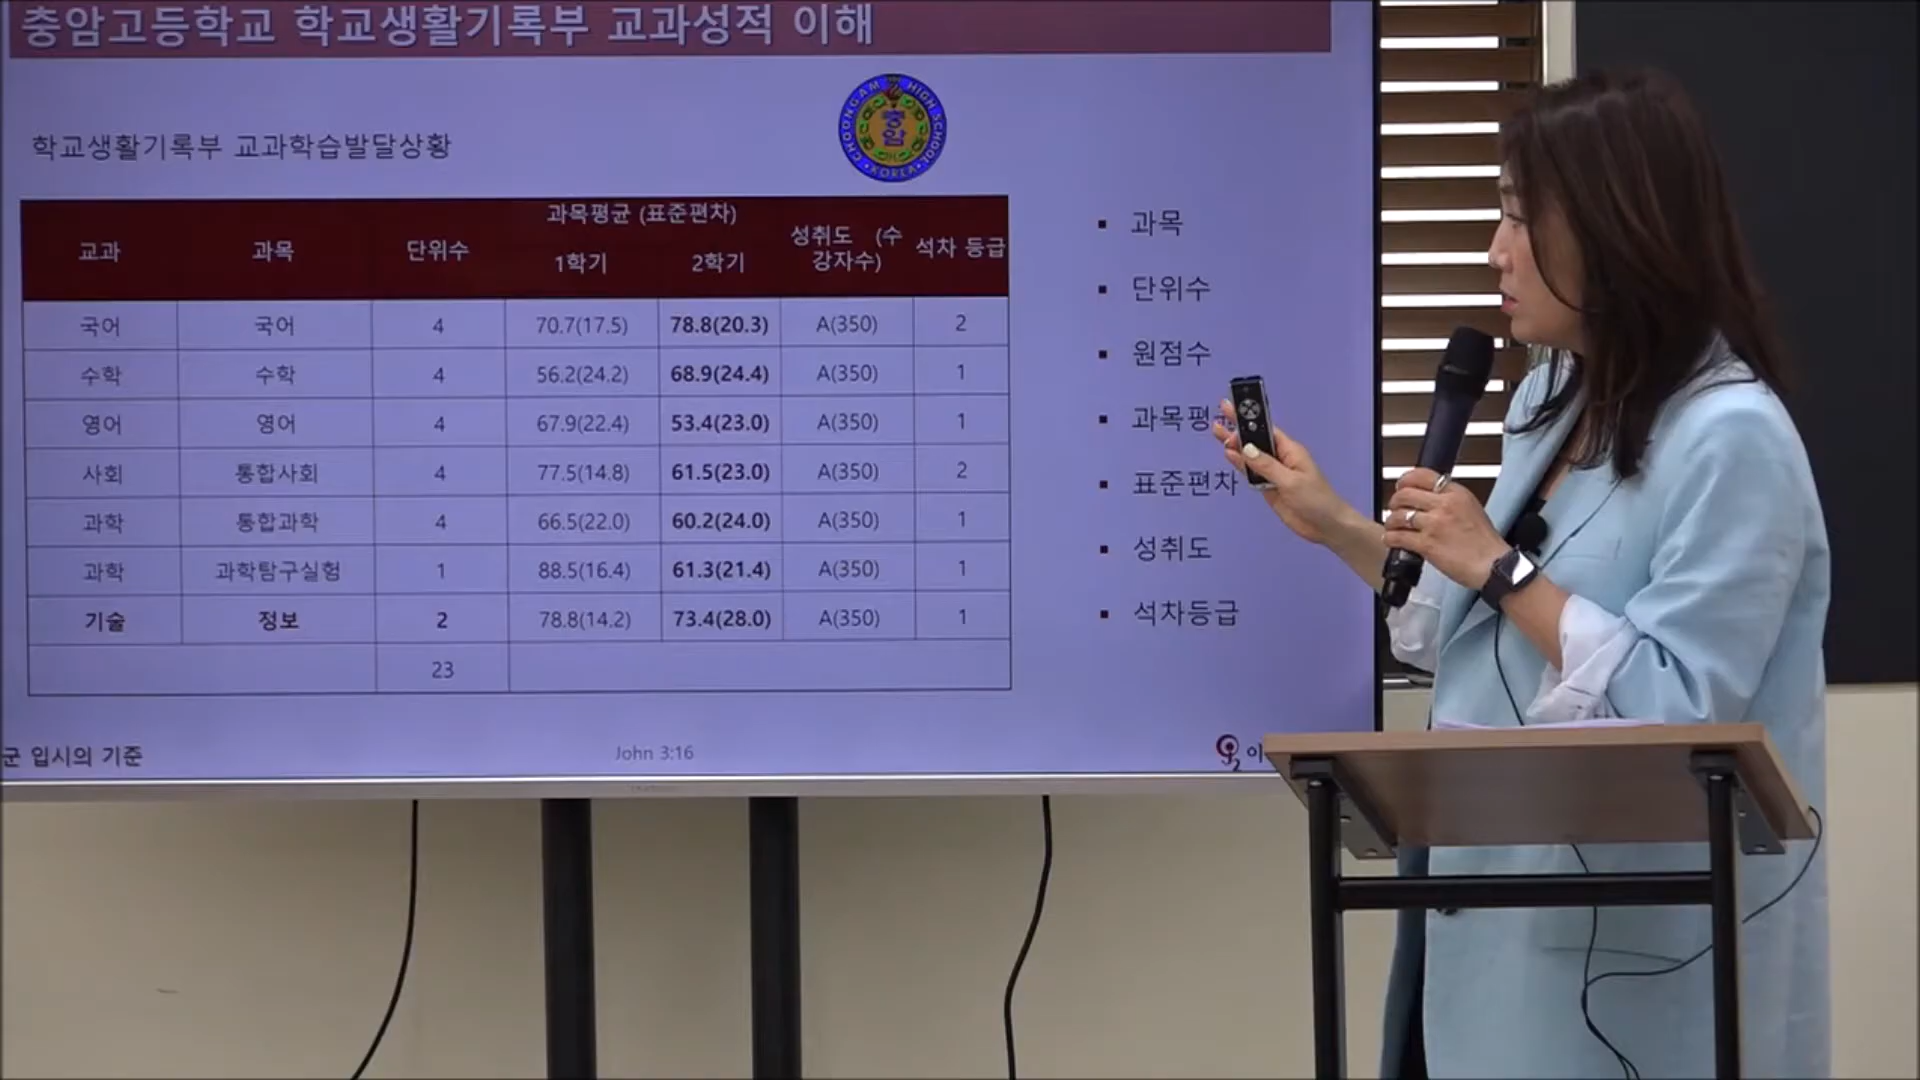 충암고등학교 학교생활기록부 교과성적 이해
CHOONGAM HIGH SCHOOL
충암
KOREA
학교생활기록부 교과학습발달상황
교과 과목 단위수 과목평균 (표준편차) 1학기 2학기 성취도 (수강자수) 석차 등급
국어 국어 4 70.7(17.5) 78.8(20.3) A(350) 2
수학 수학 4 56.2(24.2) 68.9(24.4) A(350) 1
영어 영어 4 67.9(22.4) 53.4(23.0) A(350) 1
사회 통합사회 4 77.5(14.8) 61.5(23.0) A(350) 2
과학 통합과학 4 66.5(22.0) 60.2(24.0) A(350) 1
과학 과학탐구실험 1 88.5(16.4) 61.3(21.4) A(350) 1
기술 정보 2 78.8(14.2) 73.4(28.0) A(350) 1
23
▪ 과목
▪ 단위수
▪ 원점수
▪ 과목평
▪ 표준편차
▪ 성취도
▪ 석차등급
군 입시의 기준
John 3:16
이